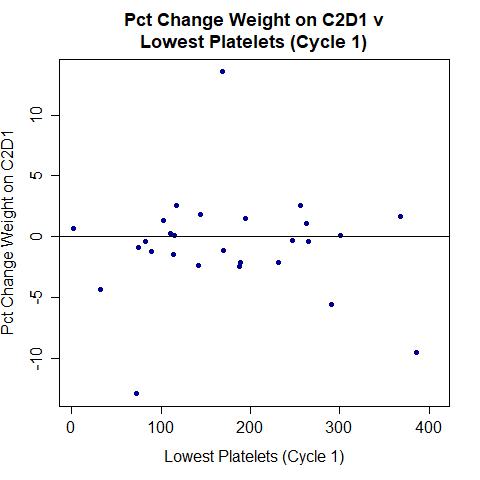 Pct Change Weight on C2D1 v
Lowest Platelets (Cycle 1)
Pct Change Weight on C2D1
10
5
0
-5
-10
0 100 200 300 400
Lowest Platelets (Cycle 1)